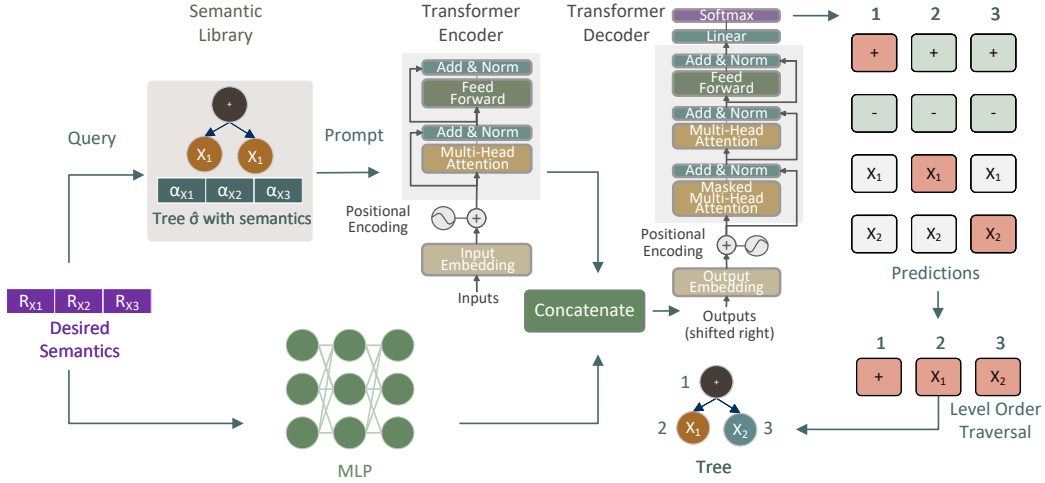 Semantic
Library
Query
+
X1
X1
αX1 αX2 αX3
Tree ô with semantics
Prompt
Transformer
Encoder
Add & Norm
Feed
Forward
Add & Norm
Multi-Head
Attention
Positional
Encoding
+
Input
Embedding
Inputs
Transformer
Decoder
Softmax
Linear
Add & Norm
Feed
Forward
Add & Norm
Multi-Head
Attention
Add & Norm
Masked
Multi-Head
Attention
Positional
Encoding
+
Output
Embedding
Outputs
(shifted right)
RX1 RX2 RX3
Desired
Semantics
MLP
Concatenate
1 2 3
+ + +
- - -
X1 X1 X1
X2 X2 X2
Predictions
1 2 3
+ X1 X2
Level Order
Traversal
1 +
2 X1 X2 3
Tree